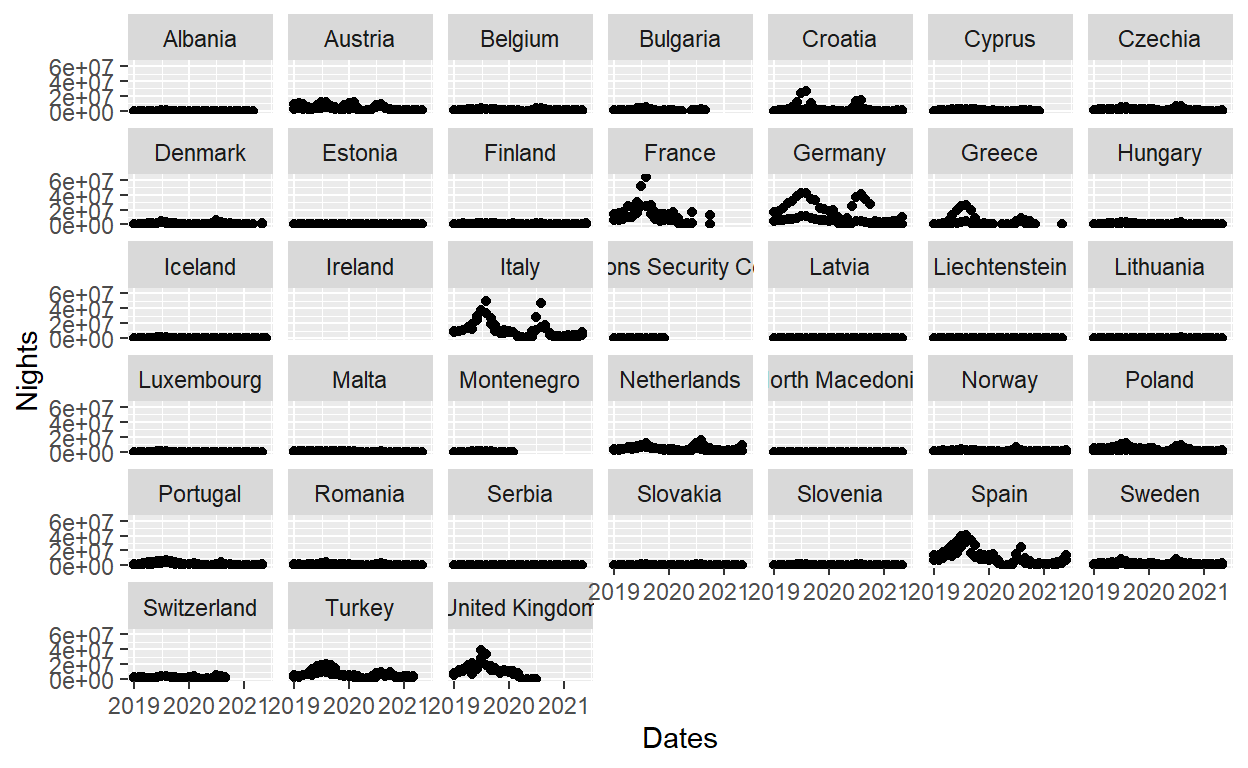 Albania Austria Belgium Bulgaria Croatia Cyprus Czechia
6e+07
4e+07
2e+07
0e+00
Denmark Estonia Finland France Germany Greece Hungary
6e+07
4e+07
2e+07
0e+00
Iceland Ireland Italy ons Security Co Latvia Liechtenstein Lithuania
6e+07
4e+07
2e+07
0e+00
Nights
Luxembourg Malta Montenegro Netherlands orth Macedoni Norway Poland
6e+07
4e+07
2e+07
0e+00
Portugal Romania Serbia Slovakia Slovenia Spain Sweden
6e+07
4e+07
2e+07
0e+00
2019 2020 2021 2019 2020 2021 2019 2020 2021 2019 2020 2021
Switzerland Turkey United Kingdom
6e+07
4e+07
2e+07
0e+00
2019 2020 2021 2019 2020 2021 2019 2020 2021
Dates